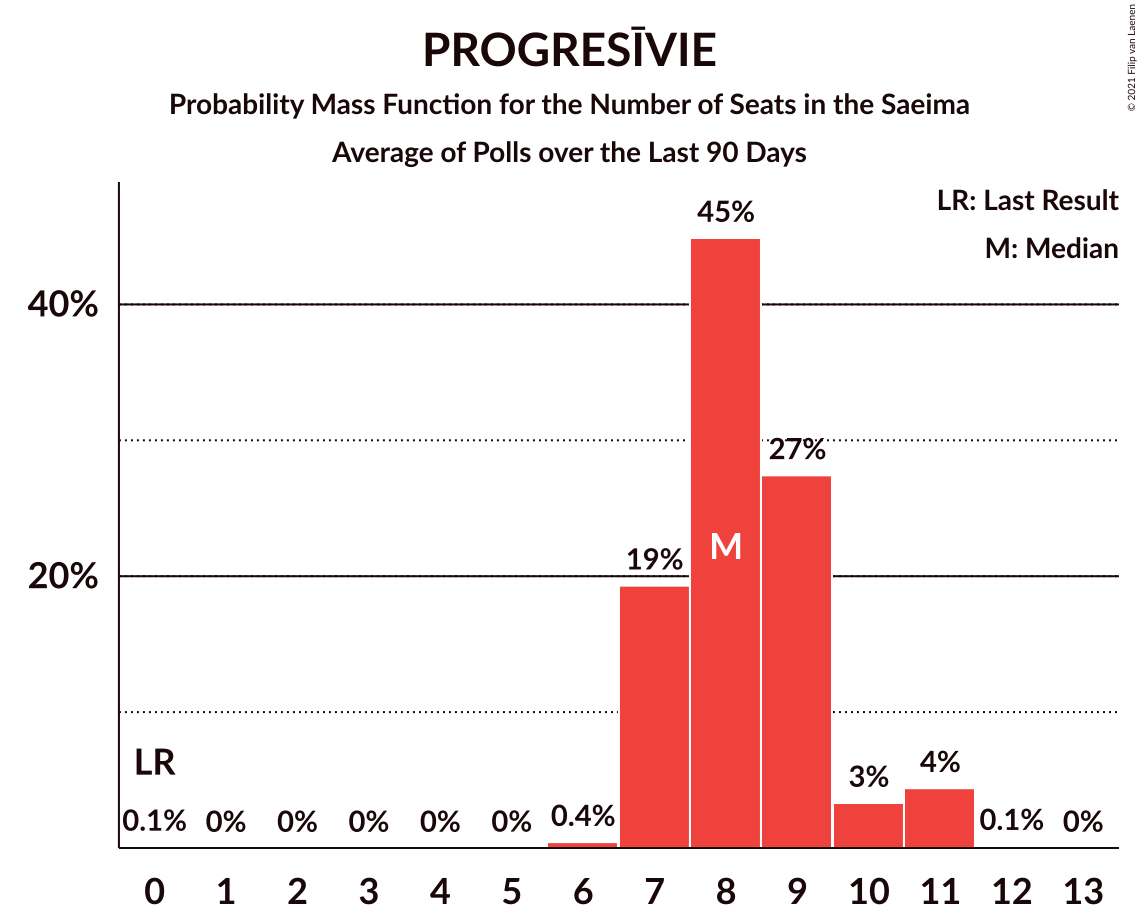 PROGRESĪVIE
Probability Mass Function for the Number of Seats in the Saeima
Average of Polls over the Last 90 Days
© 2021 Filip van Laenen
LR: Last Result
M: Median
45%
40%
27%
M
19%
20%
LR
4%
3%
0.1% 0% 0% 0% 0% 0% 0.4% 0.1% 0%
0 1 2 3 4 5 6 7 8 9 10 11 12 13